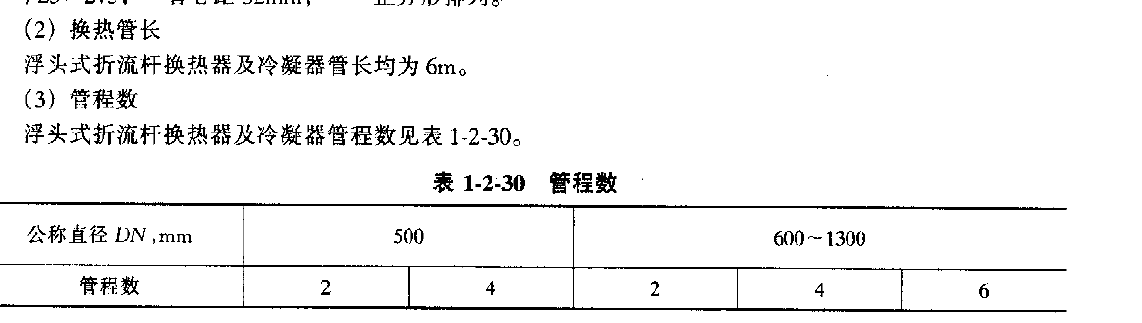 (2) 换热管长
浮头式折流杆换热器及冷凝器管长均为 6m。
(3) 管程数
浮头式折流杆换热器及冷凝器管程数见表 1-2-30。
表 1-2-30 管程数
公称直径 DN,mm 500 600~1300
管程数 2 4 2 4 6